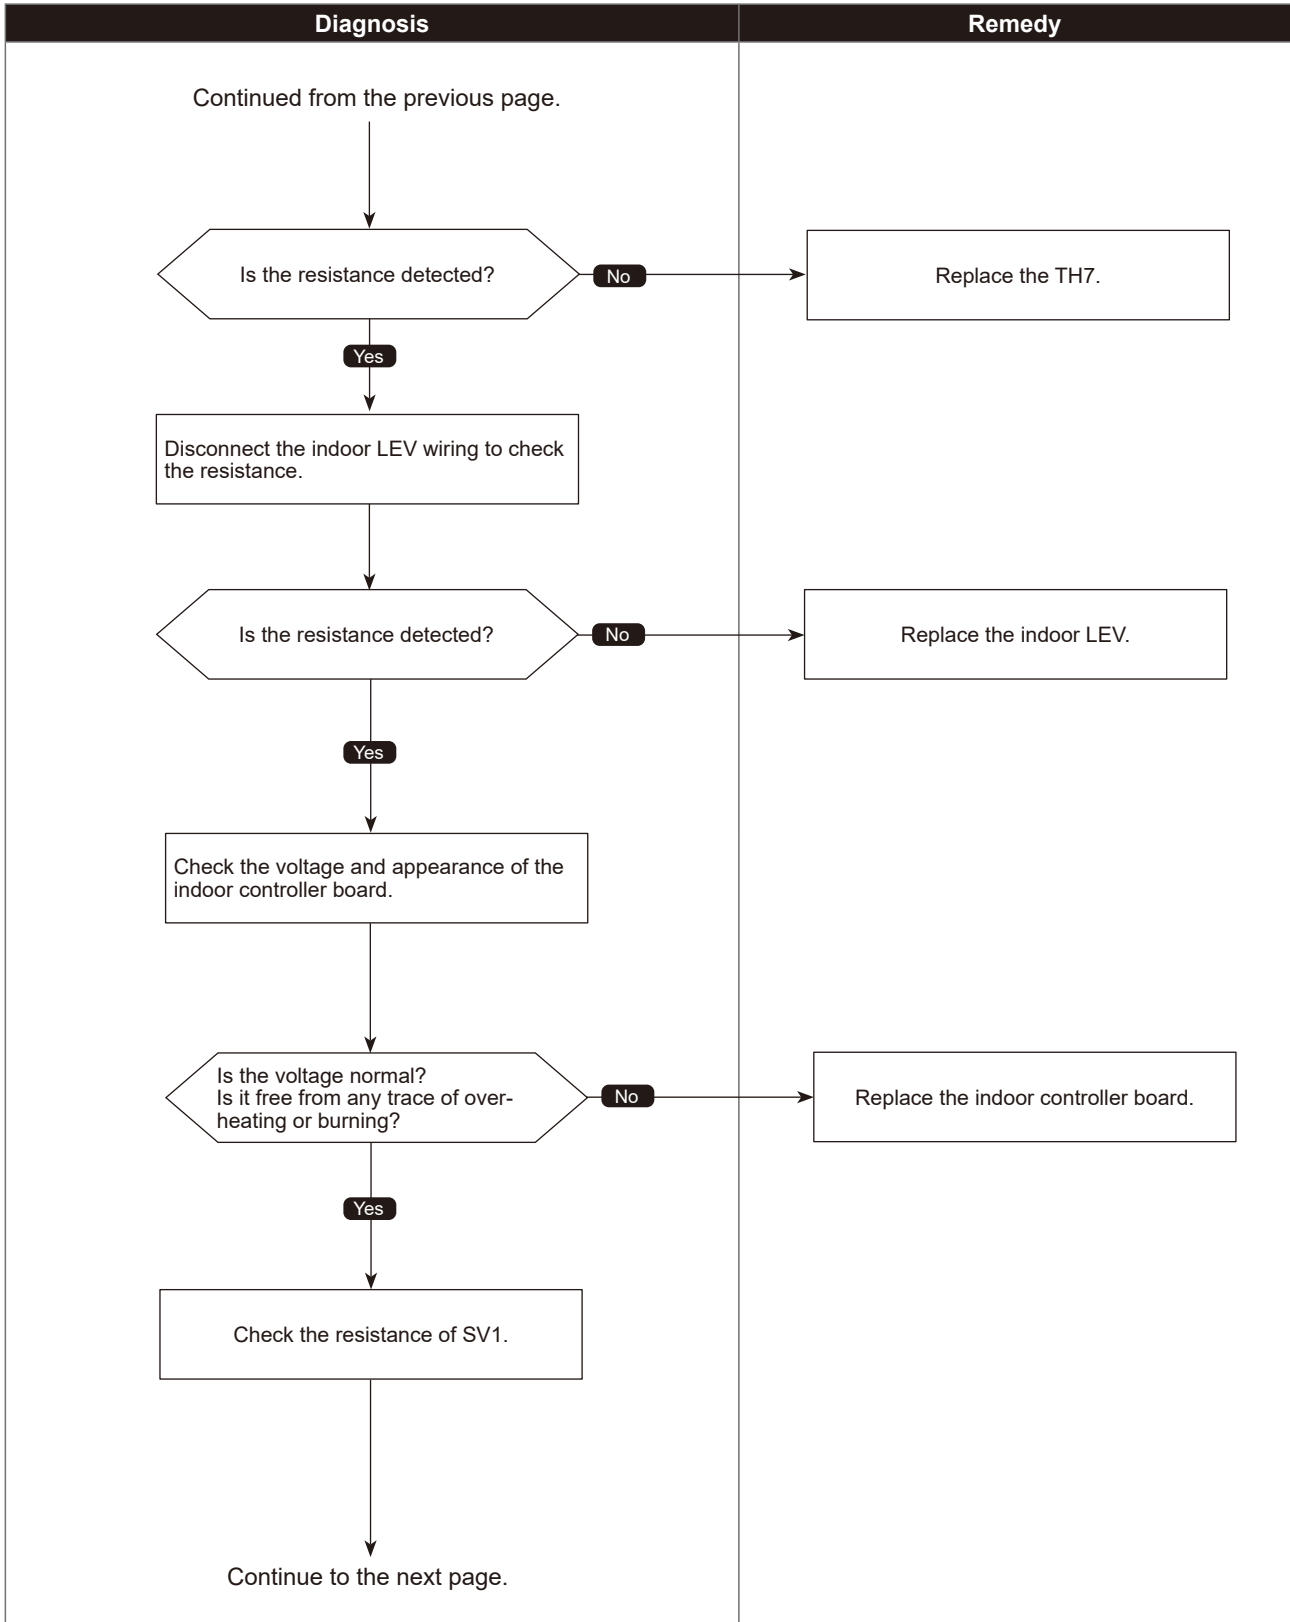 Diagnosis
Remedy
Continued from the previous page.
Is the resistance detected?
No
Replace the TH7.
Yes
Disconnect the indoor LEV wiring to check
the resistance.
Is the resistance detected?
No
Replace the indoor LEV.
Yes
Check the voltage and appearance of the
indoor controller board.
Is the voltage normal?
Is it free from any trace of over-
heating or burning?
No
Replace the indoor controller board.
Yes
Check the resistance of SV1.
Continue to the next page.